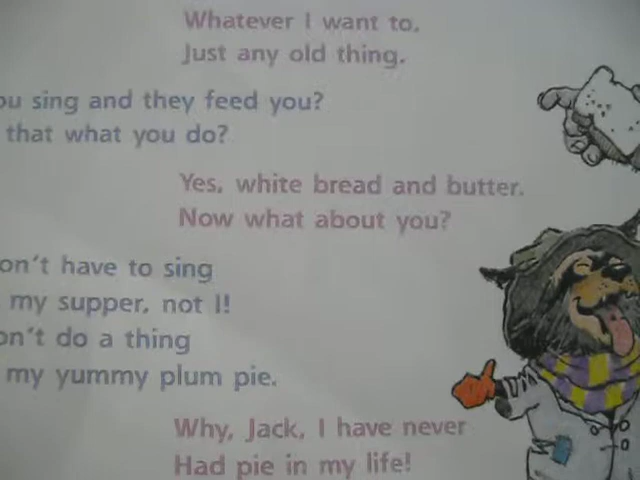 Whatever I want to,
Just any old thing.
ou sing and they feed you?
that what you do?
Yes, white bread and butter.
Now what about you?
on't have to sing
my supper, not I!
on't do a thing
my yummy plum pie.
Why, Jack, I have never
Had pie in my life!